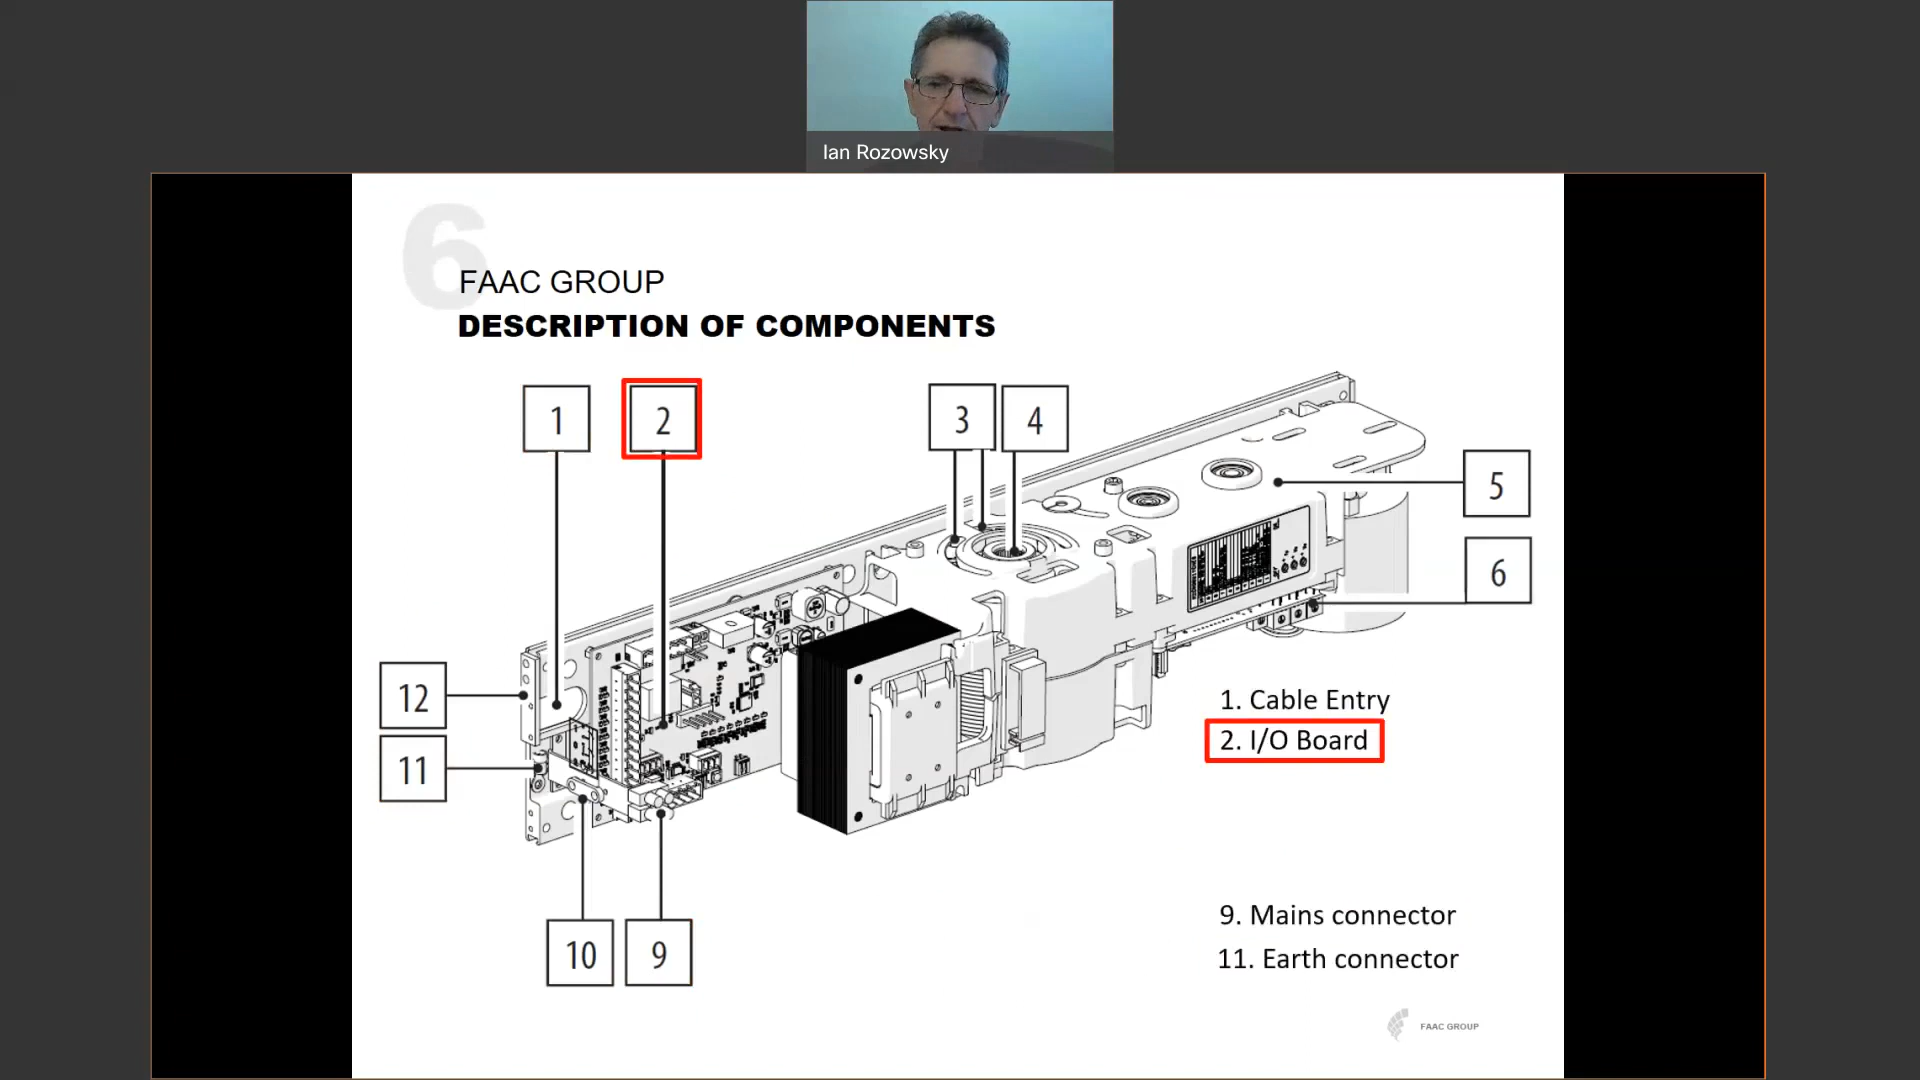 Ian Rozowsky
6
FAAC GROUP
DESCRIPTION OF COMPONENTS
1
2
3
4
5
6
12
11
10
9
1. Cable Entry
2. I/O Board
9. Mains connector
11. Earth connector
FAAC GROUP